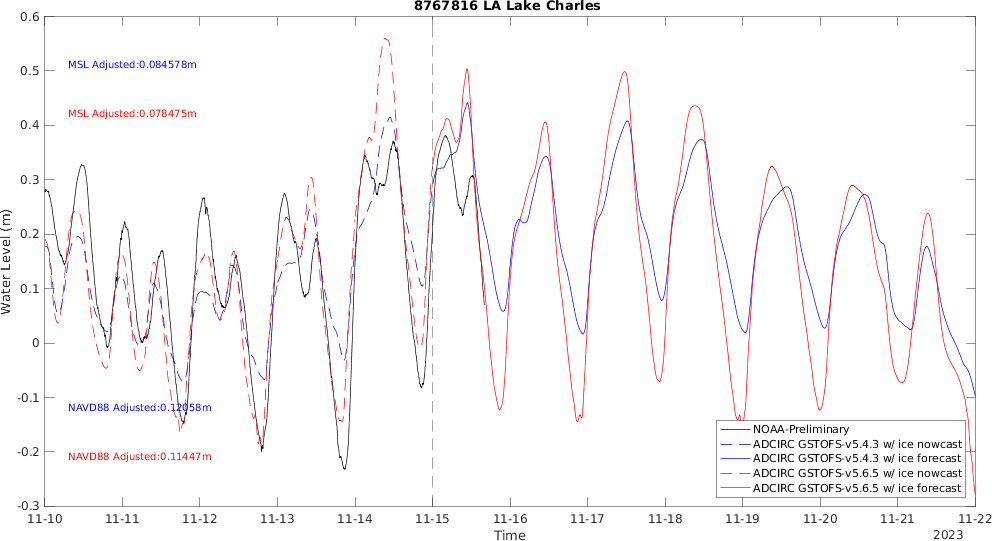 8767816 LA Lake Charles
0.6
0.5
0.4
0.3
0.2
0.1
0
-0.1
-0.2
-0.3
Water Level (m)
MSL Adjusted:0.084578m
MSL Adjusted:0.078475m
NAVD88 Adjusted:0.12058m
NAVD88 Adjusted:0.11447m
NOAA-Preliminary
ADCIRC GSTOFS-v5.4.3 w/ ice nowcast
ADCIRC GSTOFS-v5.4.3 w/ ice forecast
ADCIRC GSTOFS-v5.6.5 w/ ice nowcast
ADCIRC GSTOFS-v5.6.5 w/ ice forecast
11-10 11-11 11-12 11-13 11-14 11-15 11-16 11-17 11-18 11-19 11-20 11-21 11-22
Time
2023